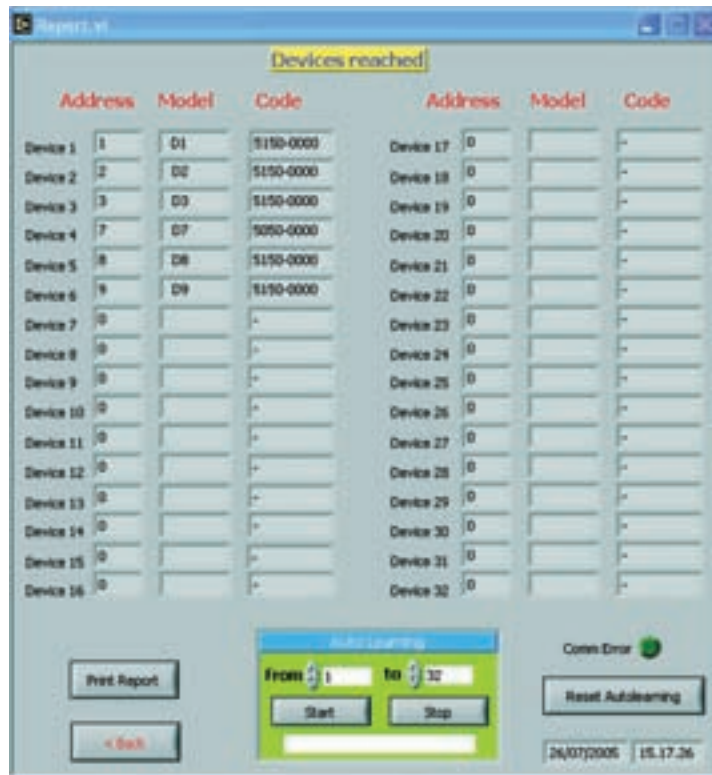 Report.vi
Devices reached
Address Model Code Address Model Code
Device 1 1 D1 5150-0000 Device 17 0 -
Device 2 2 D2 5150-0000 Device 18 0 -
Device 3 3 D3 5150-0000 Device 19 0 -
Device 4 7 D7 5050-0000 Device 20 0 -
Device 5 8 D8 5150-0000 Device 21 0 -
Device 6 9 D9 5150-0000 Device 22 0 -
Device 7 0 - Device 23 0 -
Device 8 0 - Device 24 0 -
Device 9 0 - Device 25 0 -
Device 10 0 - Device 26 0 -
Device 11 0 - Device 27 0 -
Device 12 0 - Device 28 0 -
Device 13 0 - Device 29 0 -
Device 14 0 - Device 30 0 -
Device 15 0 - Device 31 0 -
Device 16 0 - Device 32 0 -
Auto Learning
from 1 to 32
Start Stop
Print Report
< Back
Comm Error
Reset Autolearning
26/07/2005 15.17.26